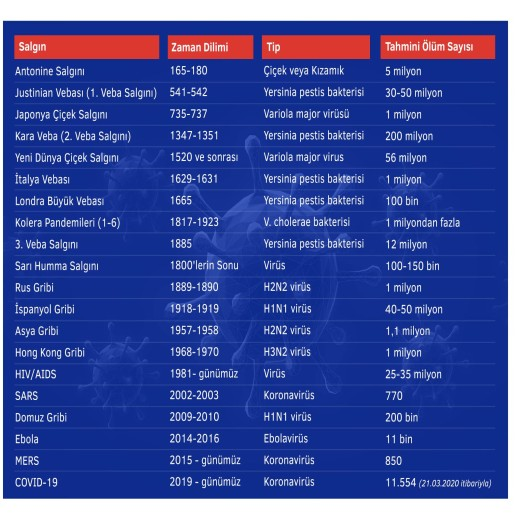 Salgın Zaman Dilimi Tip Tahmini Ölüm Sayısı
Antonine Salgını 165-180 Çiçek veya Kızamık 5 milyon
Justinian Vebası (1. Veba Salgını) 541-542 Yersinia pestis bakterisi 30-50 milyon
Japonya Çiçek Salgını 735-737 Variola major virüsü 1 milyon
Kara Veba (2. Veba Salgını) 1347-1351 Yersinia pestis bakterisi 200 milyon
Yeni Dünya Çiçek Salgını 1520 ve sonrası Variola major virus 56 milyon
İtalya Vebası 1629-1631 Yersinia pestis bakterisi 1 milyon
Londra Büyük Vebası 1665 Yersinia pestis bakterisi 100 bin
Kolera Pandemileri (1-6) 1817-1923 V. cholerae bakterisi 1 milyondan fazla
3. Veba Salgını 1885 Yersinia pestis bakterisi 12 milyon
Sarı Humma Salgını 1800'lerin Sonu Virüs 100-150 bin
Rus Gribi 1889-1890 H2N2 virüs 1 milyon
İspanyol Gribi 1918-1919 H1N1 virüs 40-50 milyon
Asya Gribi 1957-1958 H2N2 virüs 1,1 milyon
Hong Kong Gribi 1968-1970 H3N2 virüs 1 milyon
HIV/AIDS 1981- günümüz Virüs 25-35 milyon
SARS 2002-2003 Koronavirüs 770
Domuz Gribi 2009-2010 H1N1 virüs 200 bin
Ebola 2014-2016 Ebolavirüs 11 bin
MERS 2015 - günümüz Koronavirüs 850
COVID-19 2019 - günümüz Koronavirüs 11.554 (21.03.2020 itibariyla)